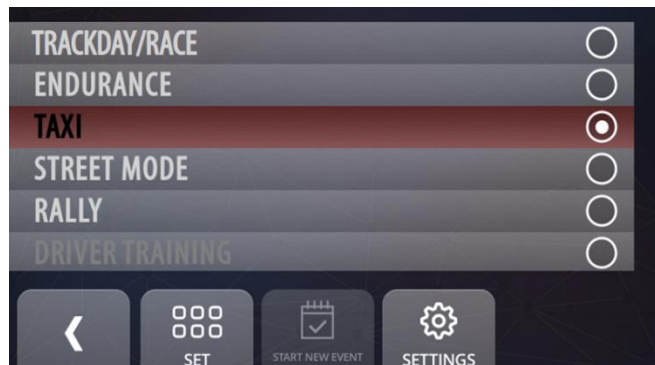 TRACKDAY/RACE
ENDURANCE
TAXI
STREET MODE
RALLY
DRIVER TRAINING
SET
START NEW EVENT
SETTINGS